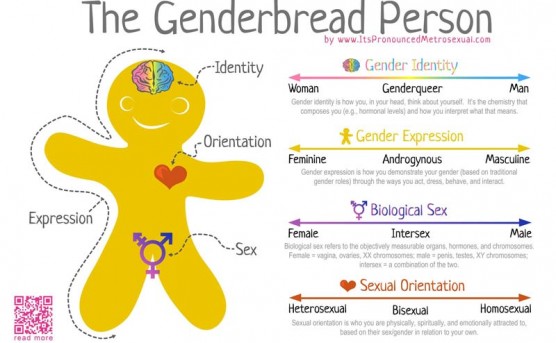 The Genderbread Person
by www.ItsPronouncedMetrosexual.com
Identity
Orientation
Expression
Sex
read more
Gender Identity
Woman Genderqueer Man
Gender identity is how you, in your head, think about yourself. It's the chemistry that
composes you (e.g., hormonal levels) and how you interpret what that means.
Gender Expression
Feminine Androgynous Masculine
Gender expression is how you demonstrate your gender (based on traditional
gender roles) through the ways you act, dress, behave, and interact.
Biological Sex
Female Intersex Male
Biological sex refers to the objectively measurable organs, hormones, and chromosomes.
Female = vagina, ovaries, XX chromosomes; male = penis, testes, XY chromosomes;
intersex = a combination of the two.
Sexual Orientation
Heterosexual Bisexual Homosexual
Sexual orientation is who you are physically, spiritually, and emotionally attracted to,
based on their sex/gender in relation to your own.